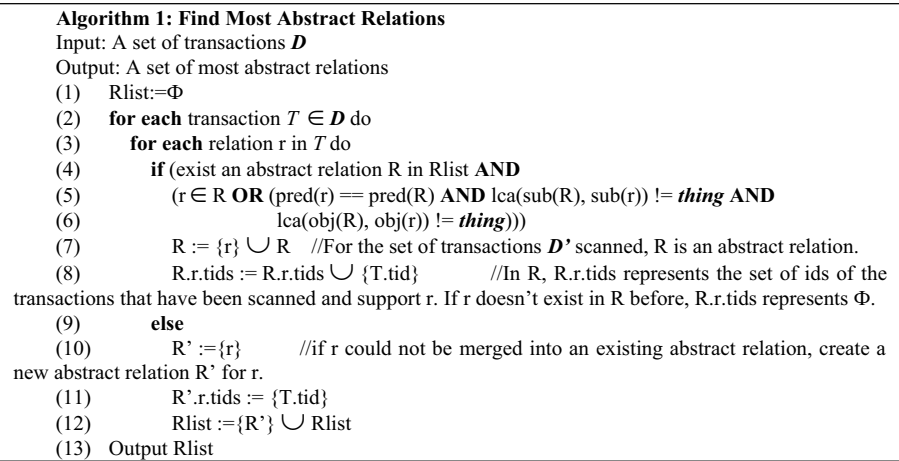 Algorithm 1: Find Most Abstract Relations
Input: A set of transactions D
Output: A set of most abstract relations
(1) Rlist:=Φ
(2) for each transaction T ∈ D do
(3) for each relation r in T do
(4) if (exist an abstract relation R in Rlist AND
(5) (r ∈ R OR (pred(r) == pred(R) AND lca(sub(R), sub(r)) != thing AND
(6) lca(obj(R), obj(r)) != thing)))
(7) R := {r} ∪ R //For the set of transactions D’ scanned, R is an abstract relation.
(8) R.r.tids := R.r.tids ∪ {T.tid} //In R, R.r.tids represents the set of ids of the
transactions that have been scanned and support r. If r doesn’t exist in R before, R.r.tids represents Φ.
(9) else
(10) R’ :={r} //if r could not be merged into an existing abstract relation, create a
new abstract relation R’ for r.
(11) R’.r.tids := {T.tid}
(12) Rlist :={R’} ∪ Rlist
(13) Output Rlist